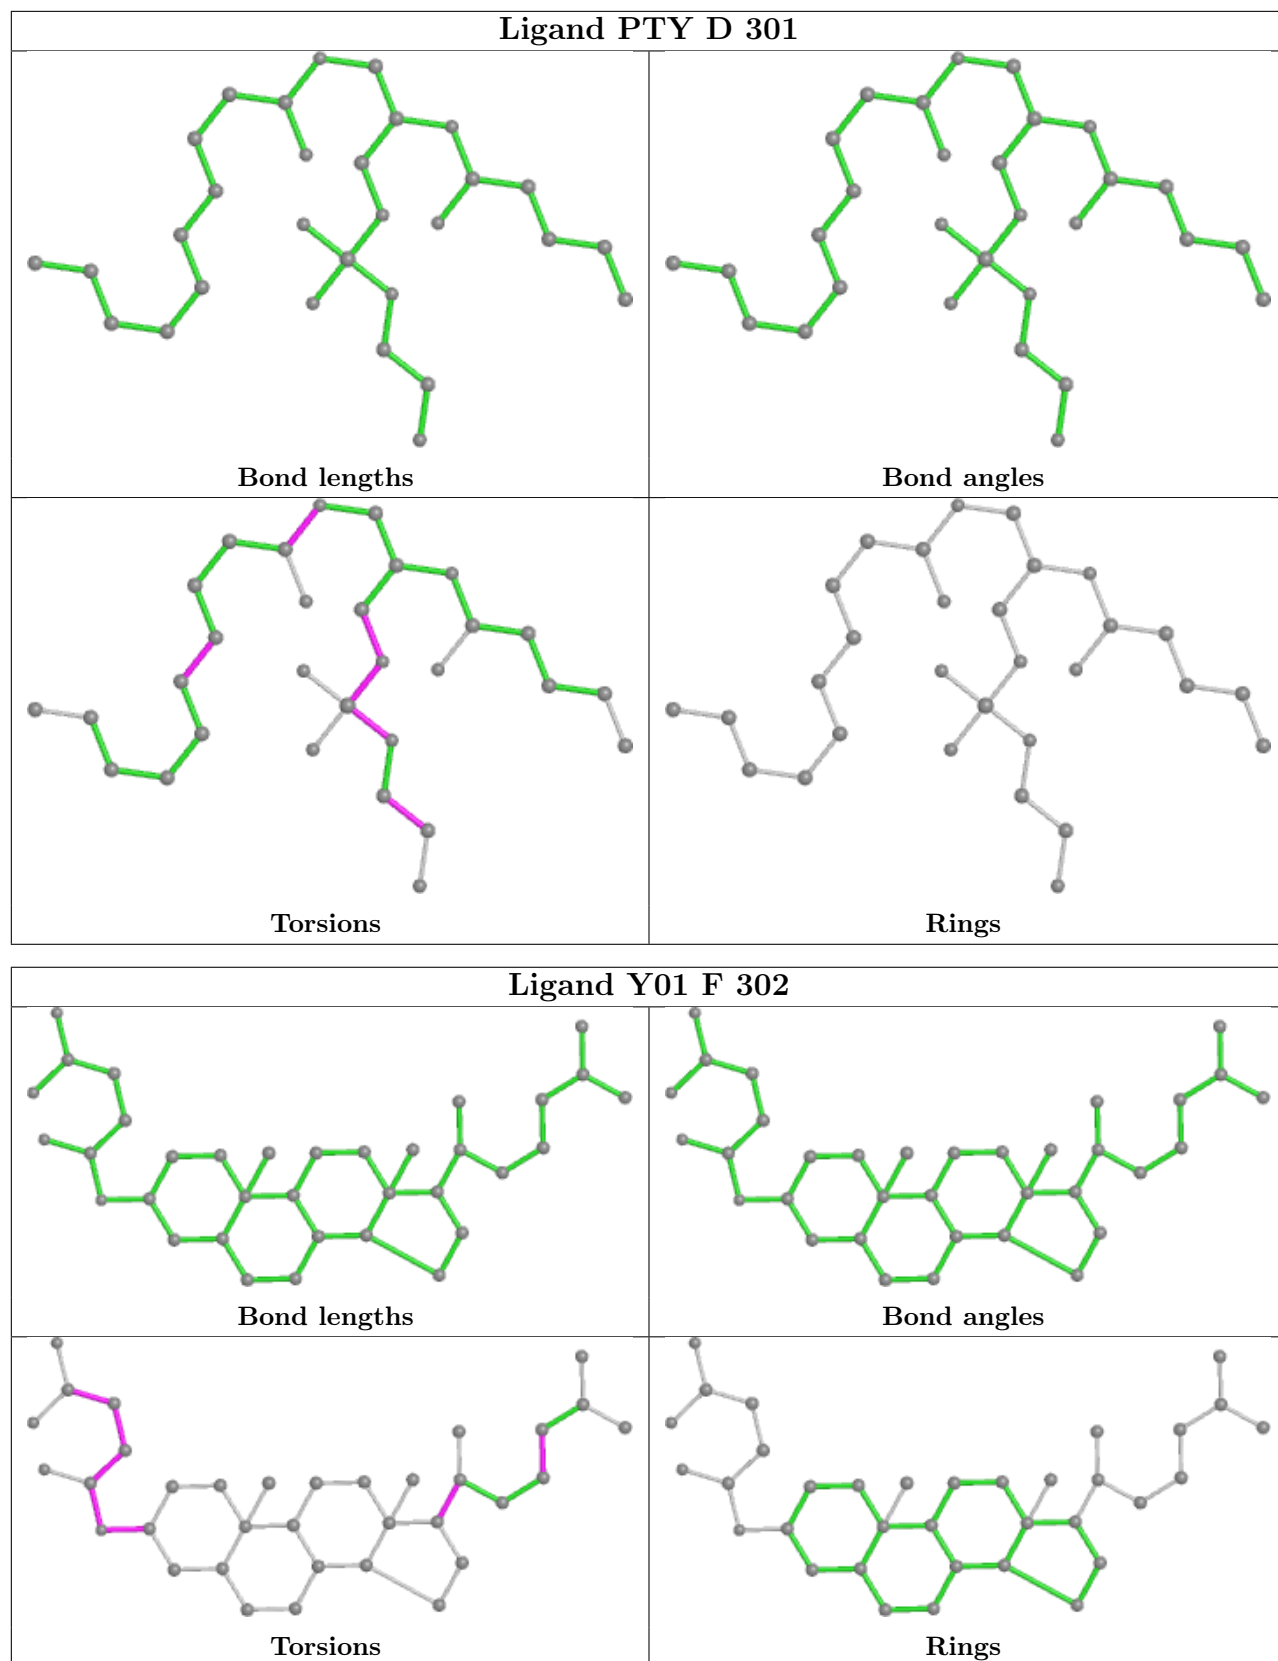 Ligand PTY D 301
Bond lengths
Bond angles
Torsions
Rings
Ligand Y01 F 302
Bond lengths
Bond angles
Torsions
Rings